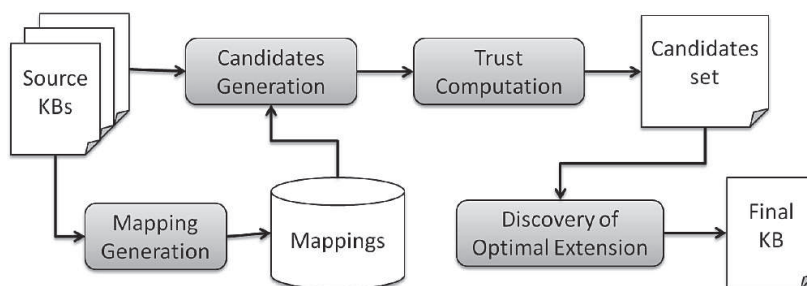 Source
KBs
Candidates
Generation
Trust
Computation
Candidates
set
Mapping
Generation
Mappings
Discovery of
Optimal Extension
Final
KB